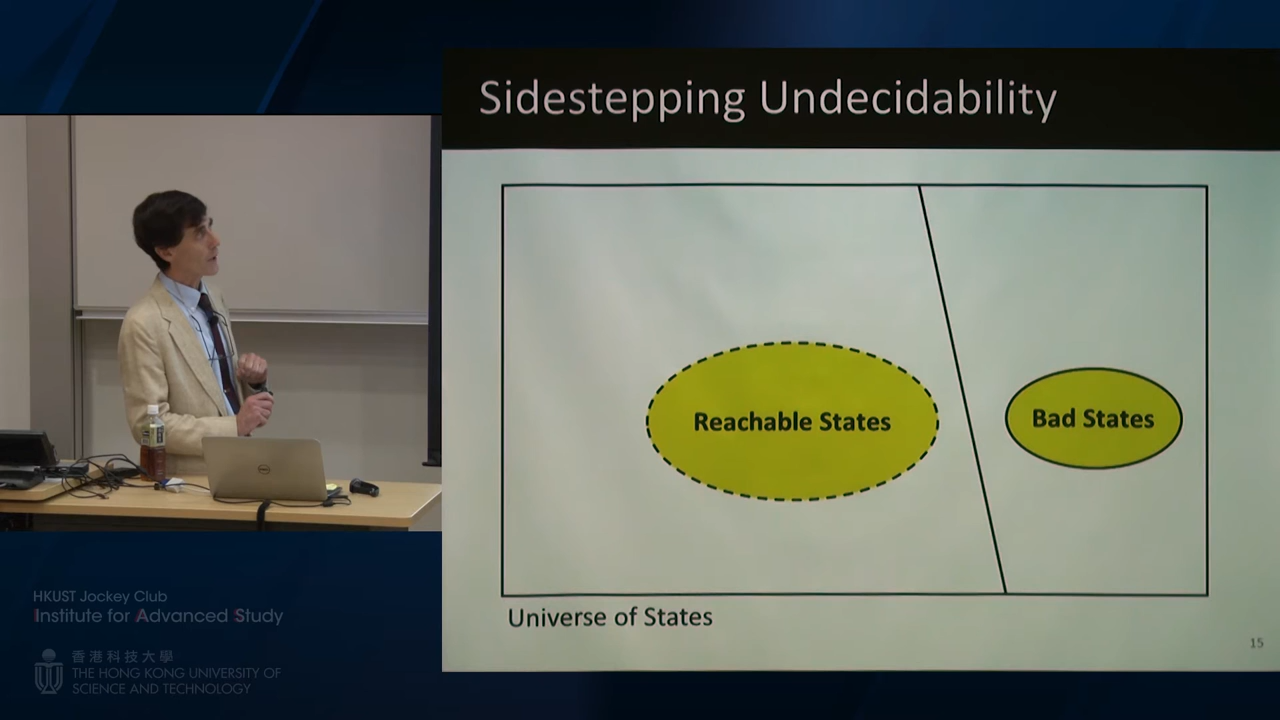 Sidestepping Undecidability
Reachable States
Bad States
Universe of States
15
HKUST Jockey Club
Institute for Advanced Study
香港科技大學
THE HONG KONG UNIVERSITY OF
SCIENCE AND TECHNOLOGY